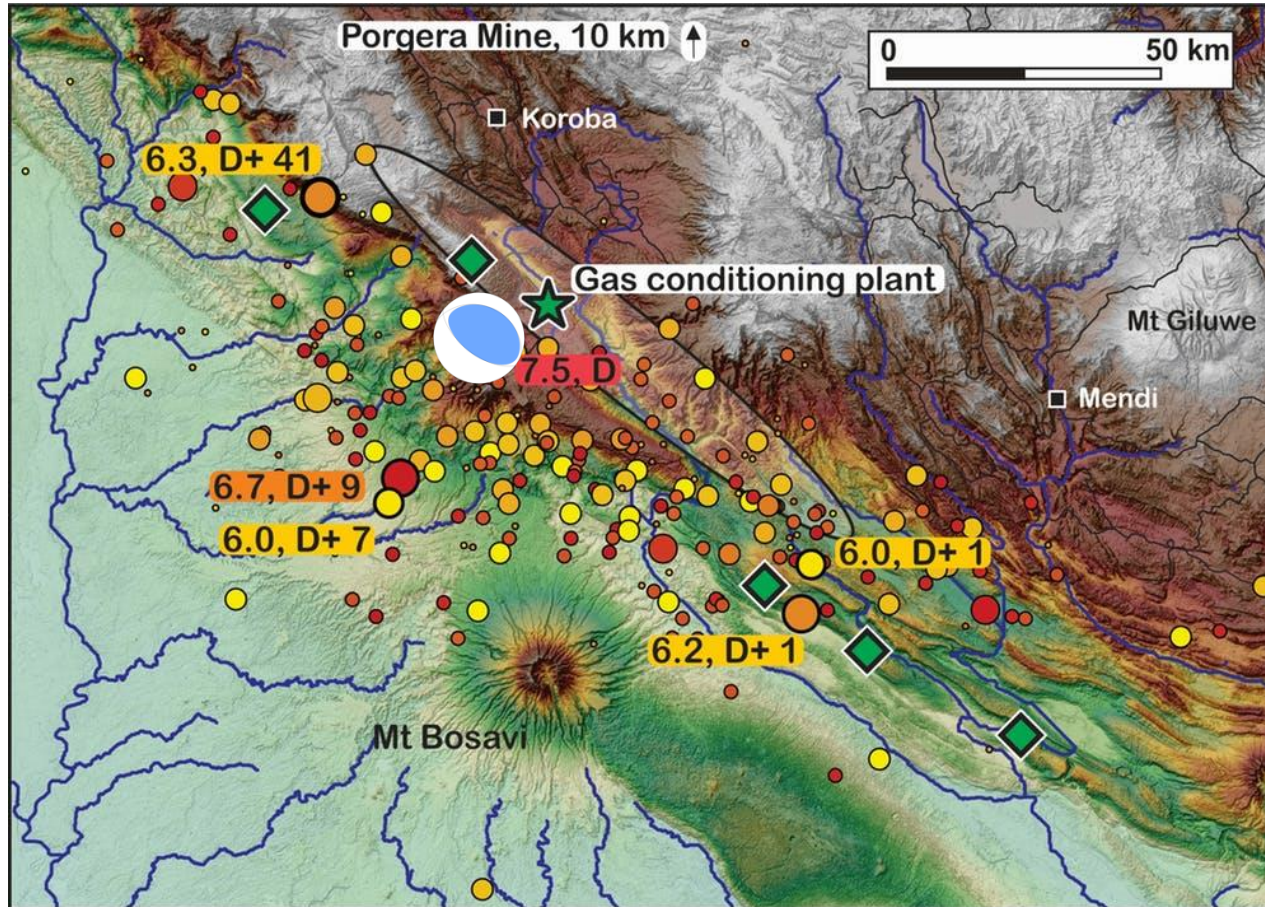 Porgera Mine, 10 km
0 50 km
Koroba
6.3, D+ 41
Gas conditioning plant
Mt Giluwe
7.5, D
Mendi
6.7, D+ 9
6.0, D+ 7
6.0, D+ 1
6.2, D+ 1
Mt Bosavi